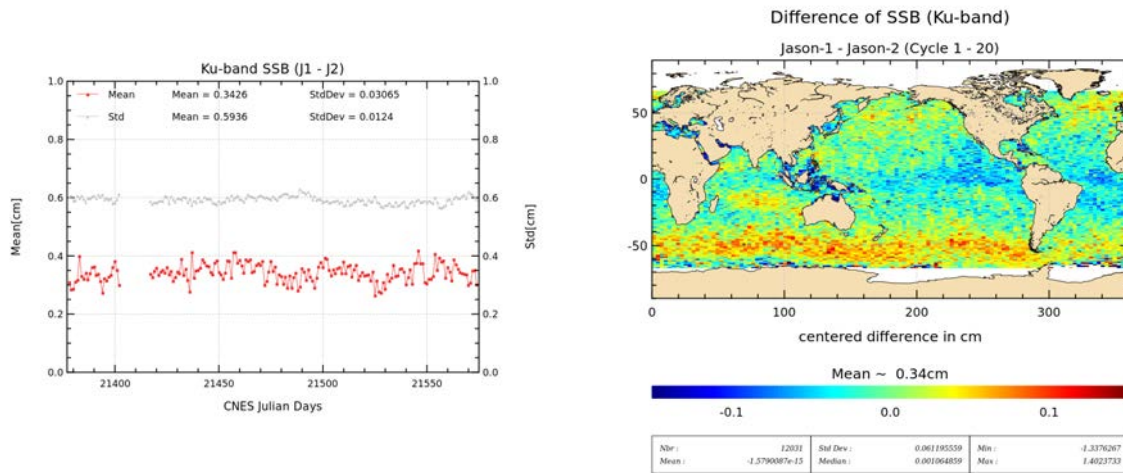 Ku-band SSB (J1 - J2)
Mean Mean = 0.3426 StdDev = 0.03065
Std Mean = 0.5936 StdDev = 0.0124
1.0
0.8
0.6
0.4
0.2
0.0
Mean[cm]
1.0
0.8
0.6
0.4
0.2
0.0
Std[cm]
21400 21450 21500 21550
CNES Julian Days
Difference of SSB (Ku-band)
Jason-1 - Jason-2 (Cycle 1 - 20)
50
0
-50
0 100 200 300
centered difference in cm
Mean ~ 0.34cm
-0.1 0.0 0.1
Nbr : 12031 Std Dev : 0.061195559 Min : -1.3376267
Mean : -1.5790087e-15 Median : 0.001064859 Max : 1.4023733